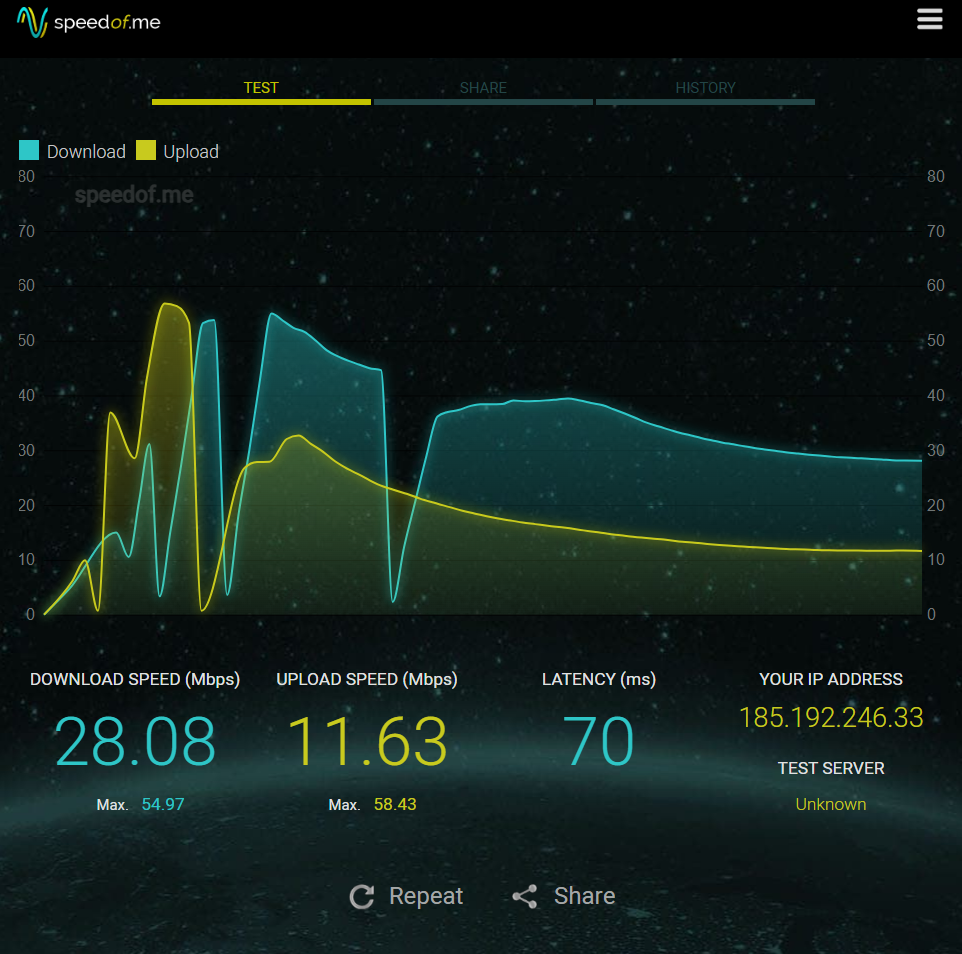 speedof.me
TEST SHARE HISTORY
Download Upload
80 80
speedof.me
70 70
60 60
50 50
40 40
30 30
20 20
10 10
0 0
DOWNLOAD SPEED (Mbps) UPLOAD SPEED (Mbps) LATENCY (ms) YOUR IP ADDRESS
28.08 11.63 70 185.192.246.33
TEST SERVER
Max. 54.97 Max. 58.43 Unknown
Repeat Share